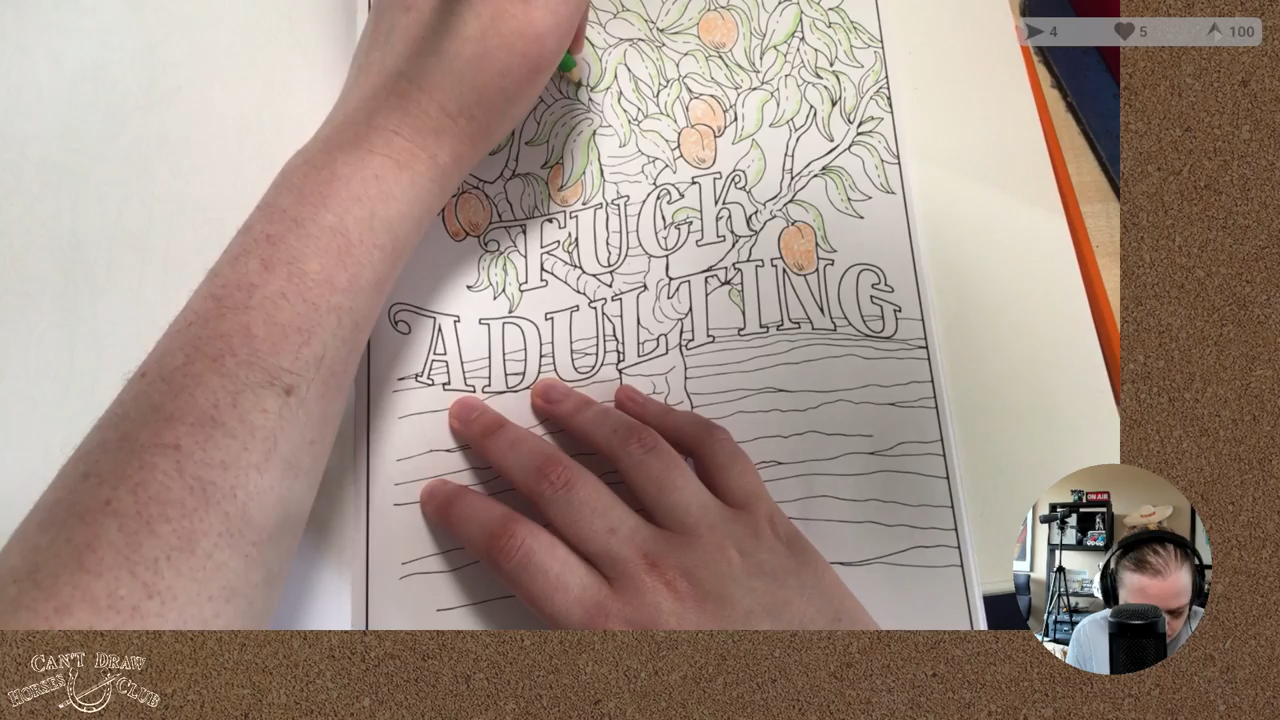 4 5 100
FUCK
ADULTING
ON AIR
CAN'T DRAW
HORSES CLUB